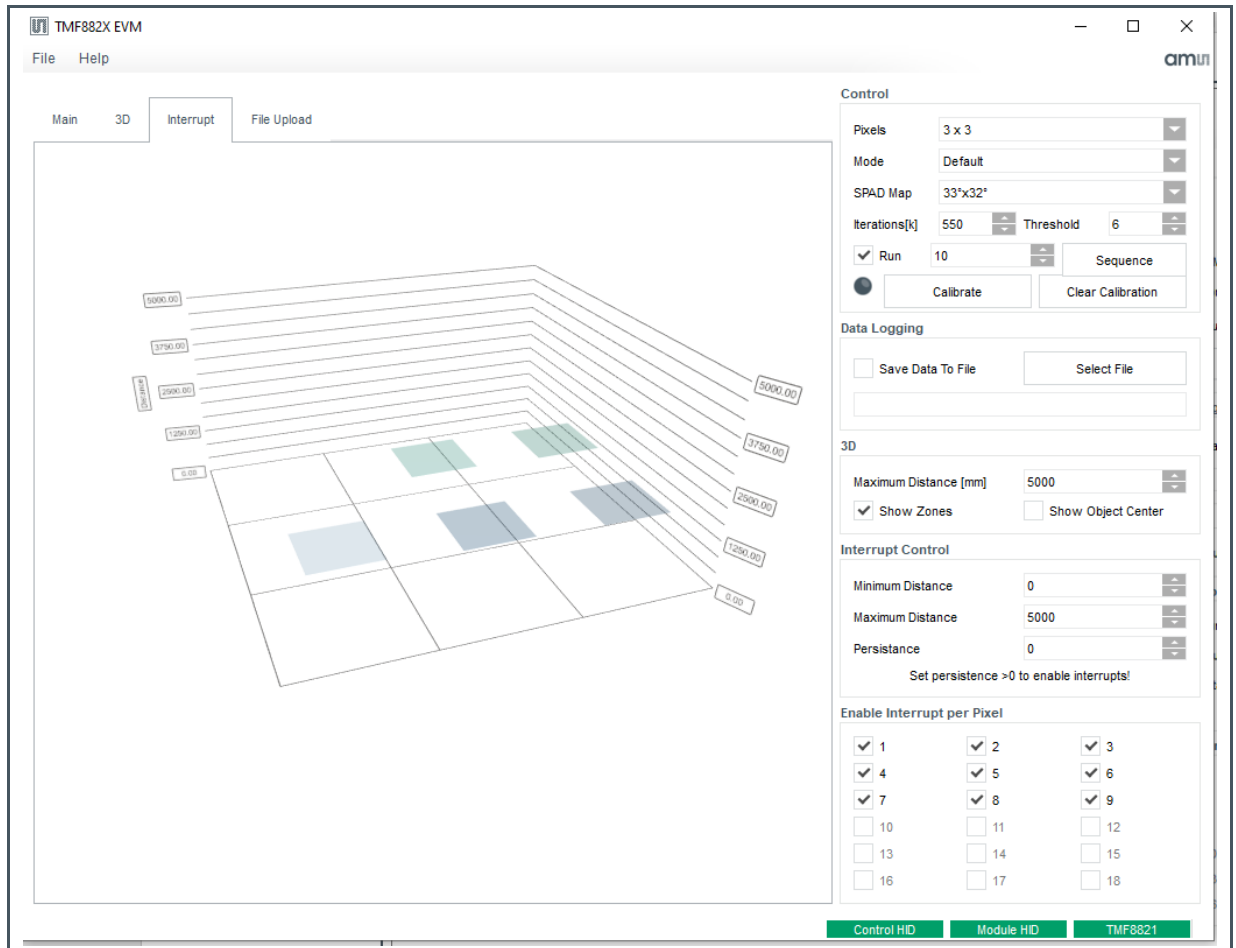 TMF882X EVM
File Help
amun
Main 3D Interrupt File Upload
5000.00
3750.00
Distance
2500.00
1250.00
0.00
5000.00
3750.00
2500.00
1250.00
0.00
Control
Pixels 3 x 3
Mode Default
SPAD Map 33°x32°
Iterations[k] 550 Threshold 6
Run 10 Sequence
Calibrate Clear Calibration
Data Logging
Save Data To File Select File
3D
Maximum Distance [mm] 5000
Show Zones Show Object Center
Interrupt Control
Minimum Distance 0
Maximum Distance 5000
Persistance 0
Set persistence >0 to enable interrupts!
Enable Interrupt per Pixel
1 2 3
4 5 6
7 8 9
10 11 12
13 14 15
16 17 18
Control HID Module HID TMF8821